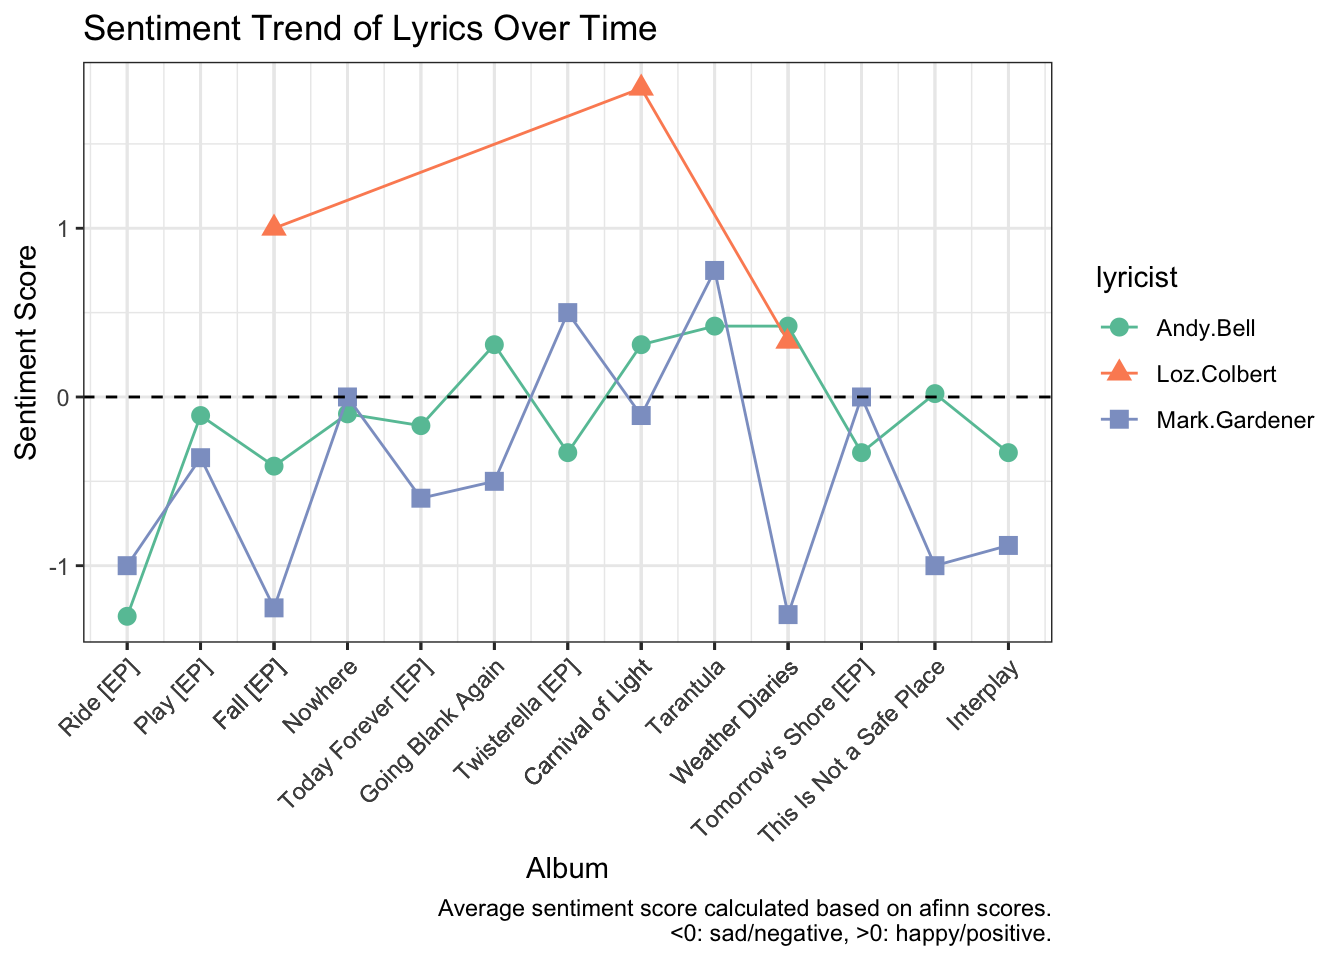 Sentiment Trend of Lyrics Over Time
Sentiment Score
1
0
-1
Ride [EP]
Play [EP]
Fall [EP]
Nowhere
Today Forever [EP]
Going Blank Again
Twisterella [EP]
Carnival of Light
Tarantula
Weather Diaries
Tomorrow's Shore [EP]
This Is Not a Safe Place
Interplay
Album
lyricist
Andy.Bell
Loz.Colbert
Mark.Gardener
Average sentiment score calculated based on afinn scores.
<0: sad/negative, >0: happy/positive.